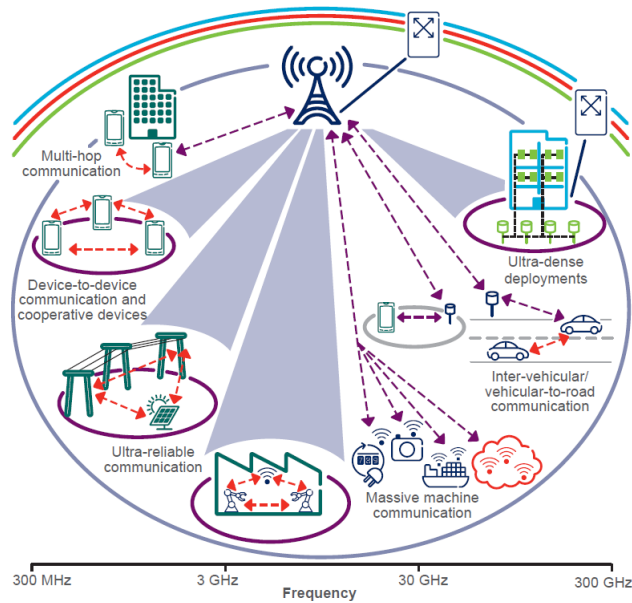 Multi-hop
communication
Device-to-device
communication and
cooperative devices
Ultra-dense
deployments
Inter-vehicular/
vehicular-to-road
communication
Ultra-reliable
communication
Massive machine
communication
300 MHz
3 GHz
30 GHz
300 GHz
Frequency